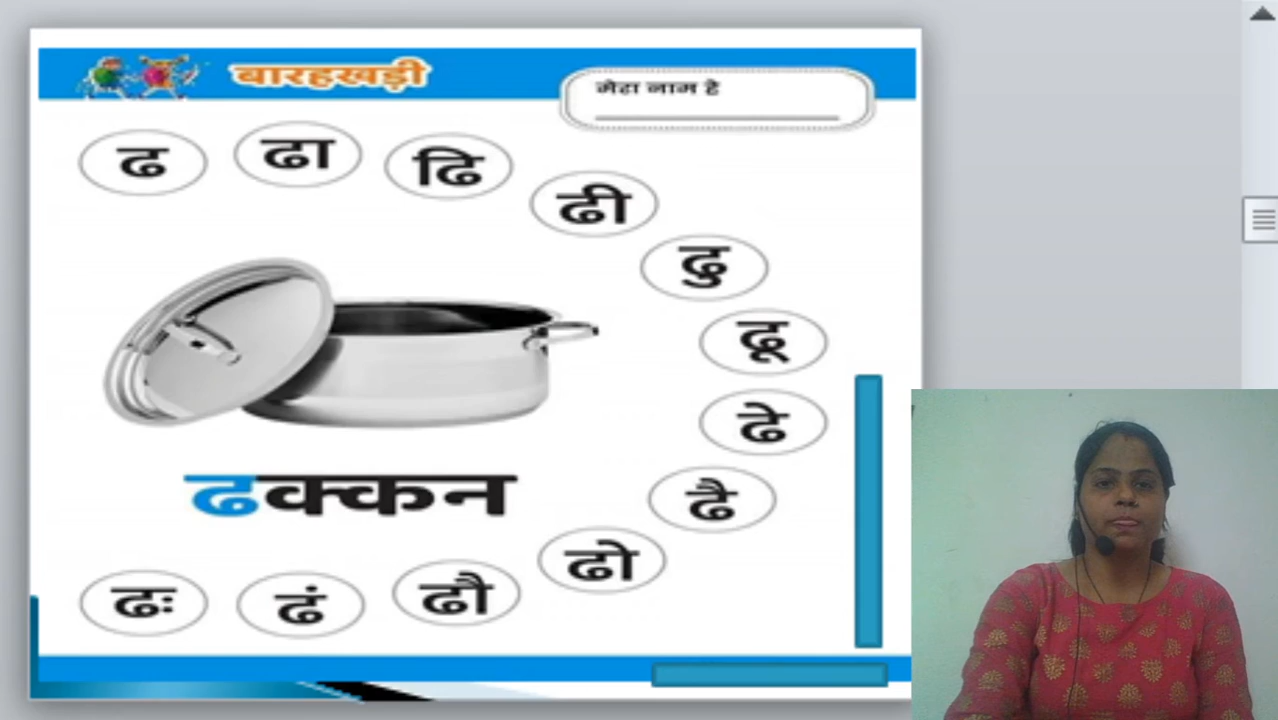 बारहखड़ी
मेरा नाम है
ढ ढा ढि ढी
ढु
ढू
ढे
ढै
ढक्कन
ढो
ढः ढं ढौ